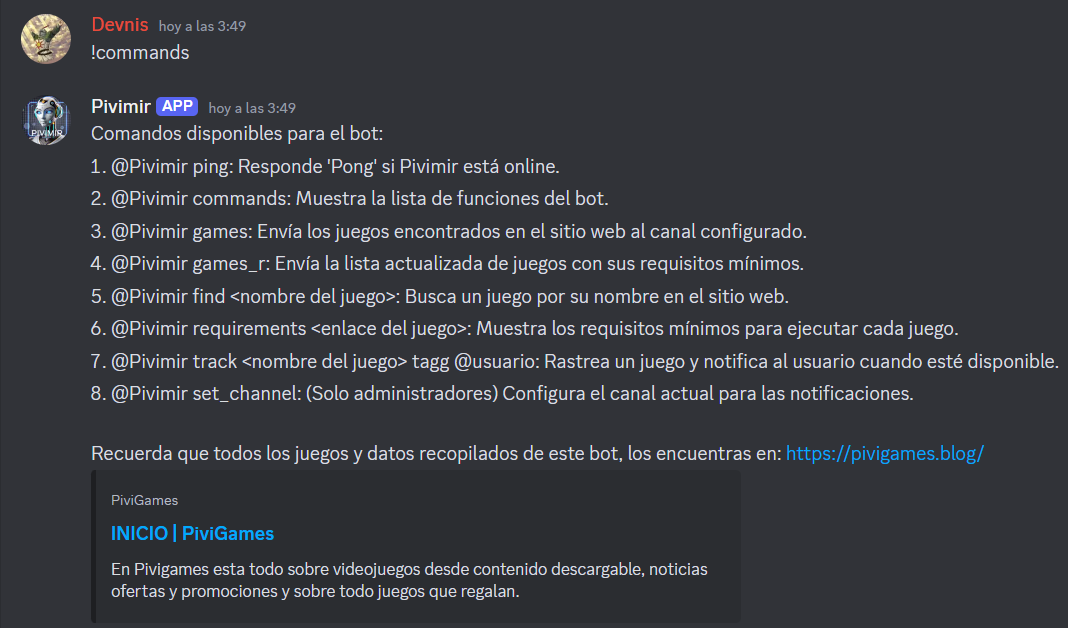 Devnis hoy a las 3:49
!commands
PIVIMIR
Pivimir APP hoy a las 3:49
Comandos disponibles para el bot:
1. @Pivimir ping: Responde 'Pong' si Pivimir está online.
2. @Pivimir commands: Muestra la lista de funciones del bot.
3. @Pivimir games: Envía los juegos encontrados en el sitio web al canal configurado.
4. @Pivimir games_r: Envía la lista actualizada de juegos con sus requisitos mínimos.
5. @Pivimir find <nombre del juego>: Busca un juego por su nombre en el sitio web.
6. @Pivimir requirements <enlace del juego>: Muestra los requisitos mínimos para ejecutar cada juego.
7. @Pivimir track <nombre del juego> tagg @usuario: Rastrea un juego y notifica al usuario cuando esté disponible.
8. @Pivimir set_channel: (Solo administradores) Configura el canal actual para las notificaciones.
Recuerda que todos los juegos y datos recopilados de este bot, los encuentras en: https://pivigames.blog/
PiviGames
INICIO | PiviGames
En Pivigames esta todo sobre videojuegos desde contenido descargable, noticias
ofertas y promociones y sobre todo juegos que regalan.